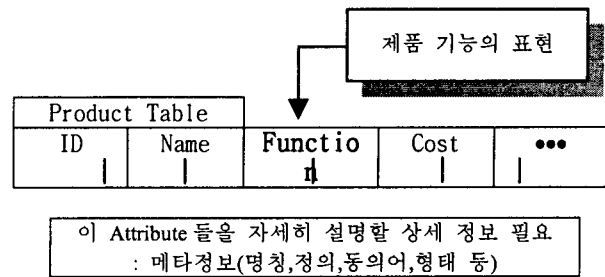 제품 기능의 표현
Product Table
ID Name Functio Cost •••
n
이 Attribute 들을 자세히 설명할 상세 정보 필요
: 메타정보(명칭,정의,동의어,형태 등)